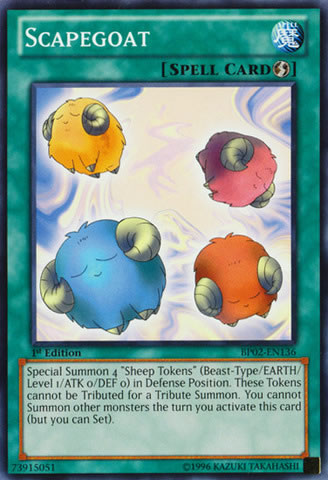 Scapegoat
魔
[Spell Card]
1st Edition
BP02-EN136
Special Summon 4 "Sheep Tokens" (Beast-Type/EARTH/
Level 1/ATK 0/DEF 0) in Defense Position. These Tokens
cannot be Tributed for a Tribute Summon. You cannot
Summon other monsters the turn you activate this card
(but you can Set).
73915051
©1996 KAZUKI TAKAHASHI